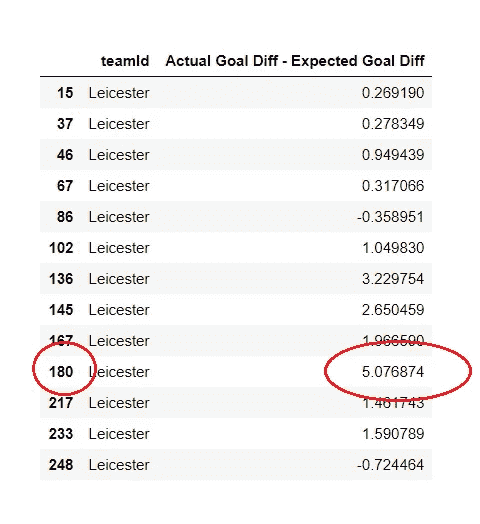 teamId Actual Goal Diff - Expected Goal Diff
15 Leicester 0.269190
37 Leicester 0.278349
46 Leicester 0.949439
67 Leicester 0.317066
86 Leicester -0.358951
102 Leicester 1.049830
136 Leicester 3.229754
145 Leicester 2.650459
167 Leicester 1.966590
180 Leicester 5.076874
217 Leicester 1.461743
233 Leicester 1.590789
248 Leicester -0.724464